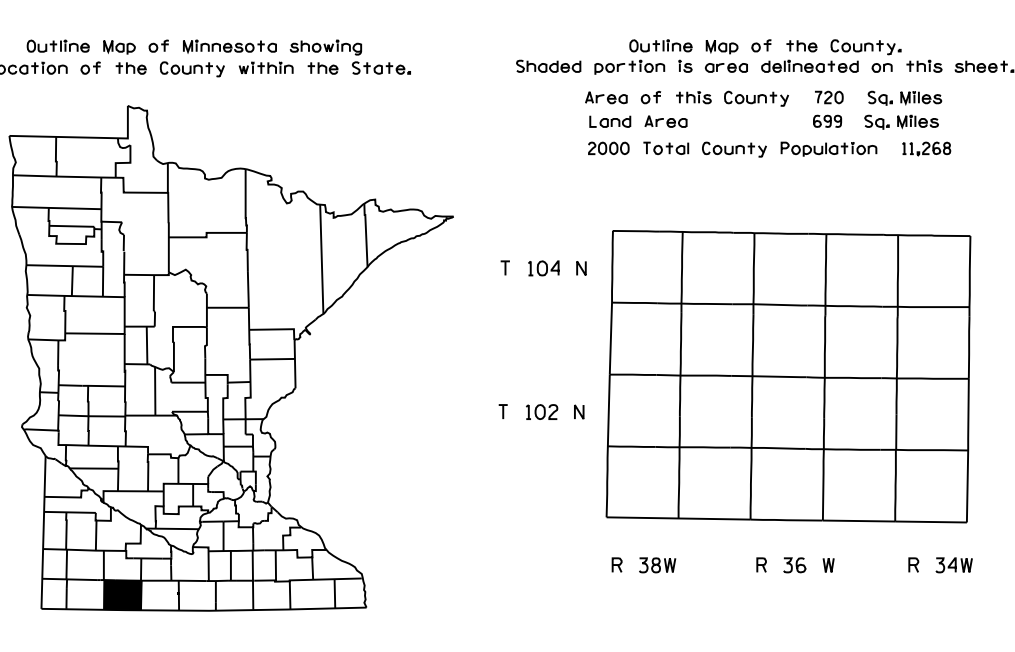 Outline Map of Minnesota showing
ocation of the County within the State.
Outline Map of the County.
Shaded portion is area delineated on this sheet.
Area of this County 720 Sq. Miles
Land Area 699 Sq. Miles
2000 Total County Population 11,268
T 104 N
T 102 N
R 38W R 36 W R 34W